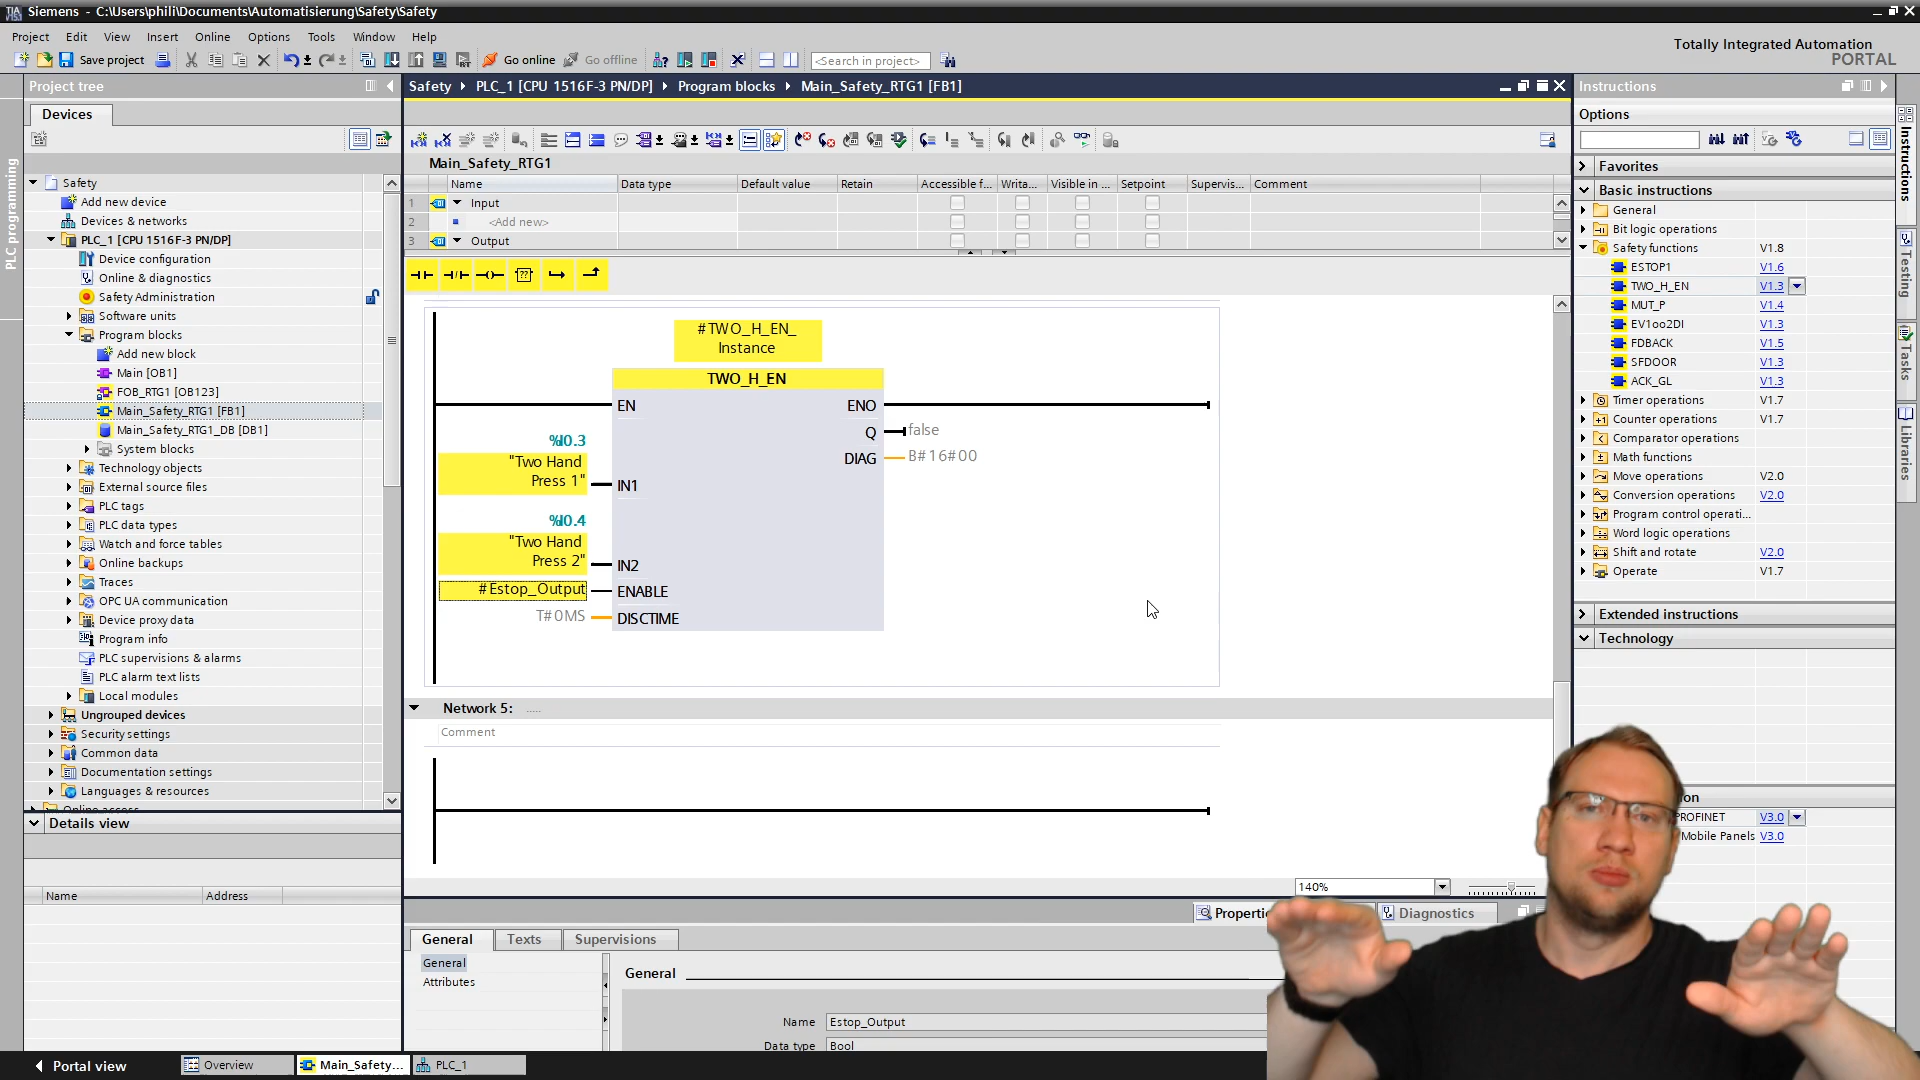 Siemens - C:\Users\phili\Documents\Automatisierung\Safety\Safety
Project Edit View Insert Online Options Tools Window Help
Totally Integrated Automation
PORTAL
Save project
Go online
Go offline
<Search in project>
Project tree
Safety PLC_1 [CPU 1516F-3 PN/DP] Program blocks Main_Safety_RTG1 [FB1]
Instructions
Devices
Options
PLC programming
Main_Safety_RTG1
Name Data type Default value Retain Accessible f... Writa... Visible in ... Setpoint Supervis... Comment
1 Input
2 <Add new>
3 Output
Safety
Add new device
Devices & networks
PLC_1 [CPU 1516F-3 PN/DP]
Device configuration
Online & diagnostics
Safety Administration
Software units
Program blocks
Add new block
Main [OB1]
FOB_RTG1 [OB123]
Main_Safety_RTG1 [FB1]
Main_Safety_RTG1_DB [DB1]
System blocks
Technology objects
External source files
PLC tags
PLC data types
Watch and force tables
Online backups
Traces
OPC UA communication
Device proxy data
Program info
PLC supervisions & alarms
PLC alarm text lists
Local modules
Ungrouped devices
Security settings
Common data
Documentation settings
Languages & resources
Online access
Details view
Name Address
??
#TWO_H_EN_
Instance
TWO_H_EN
EN ENO
Q false
DIAG B#16#00
%I0.3
"Two Hand
Press 1"
IN1
%I0.4
"Two Hand
Press 2"
IN2
#Estop_Output ENABLE
T#0MS DISCTIME
Network 5: .....
Comment
140%
Diagnostics
General Texts Supervisions
General
Attributes
General
Name Estop_Output
Data type Bool
Favorites
Basic instructions
General
Bit logic operations
Safety functions V1.8
ESTOP1 V1.6
TWO_H_EN V1.3
MUT_P V1.4
EV1oo2DI V1.3
FDBACK V1.5
SFDOOR V1.3
ACK_GL V1.3
Timer operations V1.7
Counter operations V1.7
Comparator operations
Math functions
Move operations V2.0
Conversion operations V2.0
Program control operati...
Word logic operations
Shift and rotate V2.0
Operate V1.7
Extended instructions
Technology
PROFINET V3.0
Mobile Panels V3.0
Instructions
Testing
Tasks
Libraries
Portal view
Overview
Main_Safety...
PLC_1